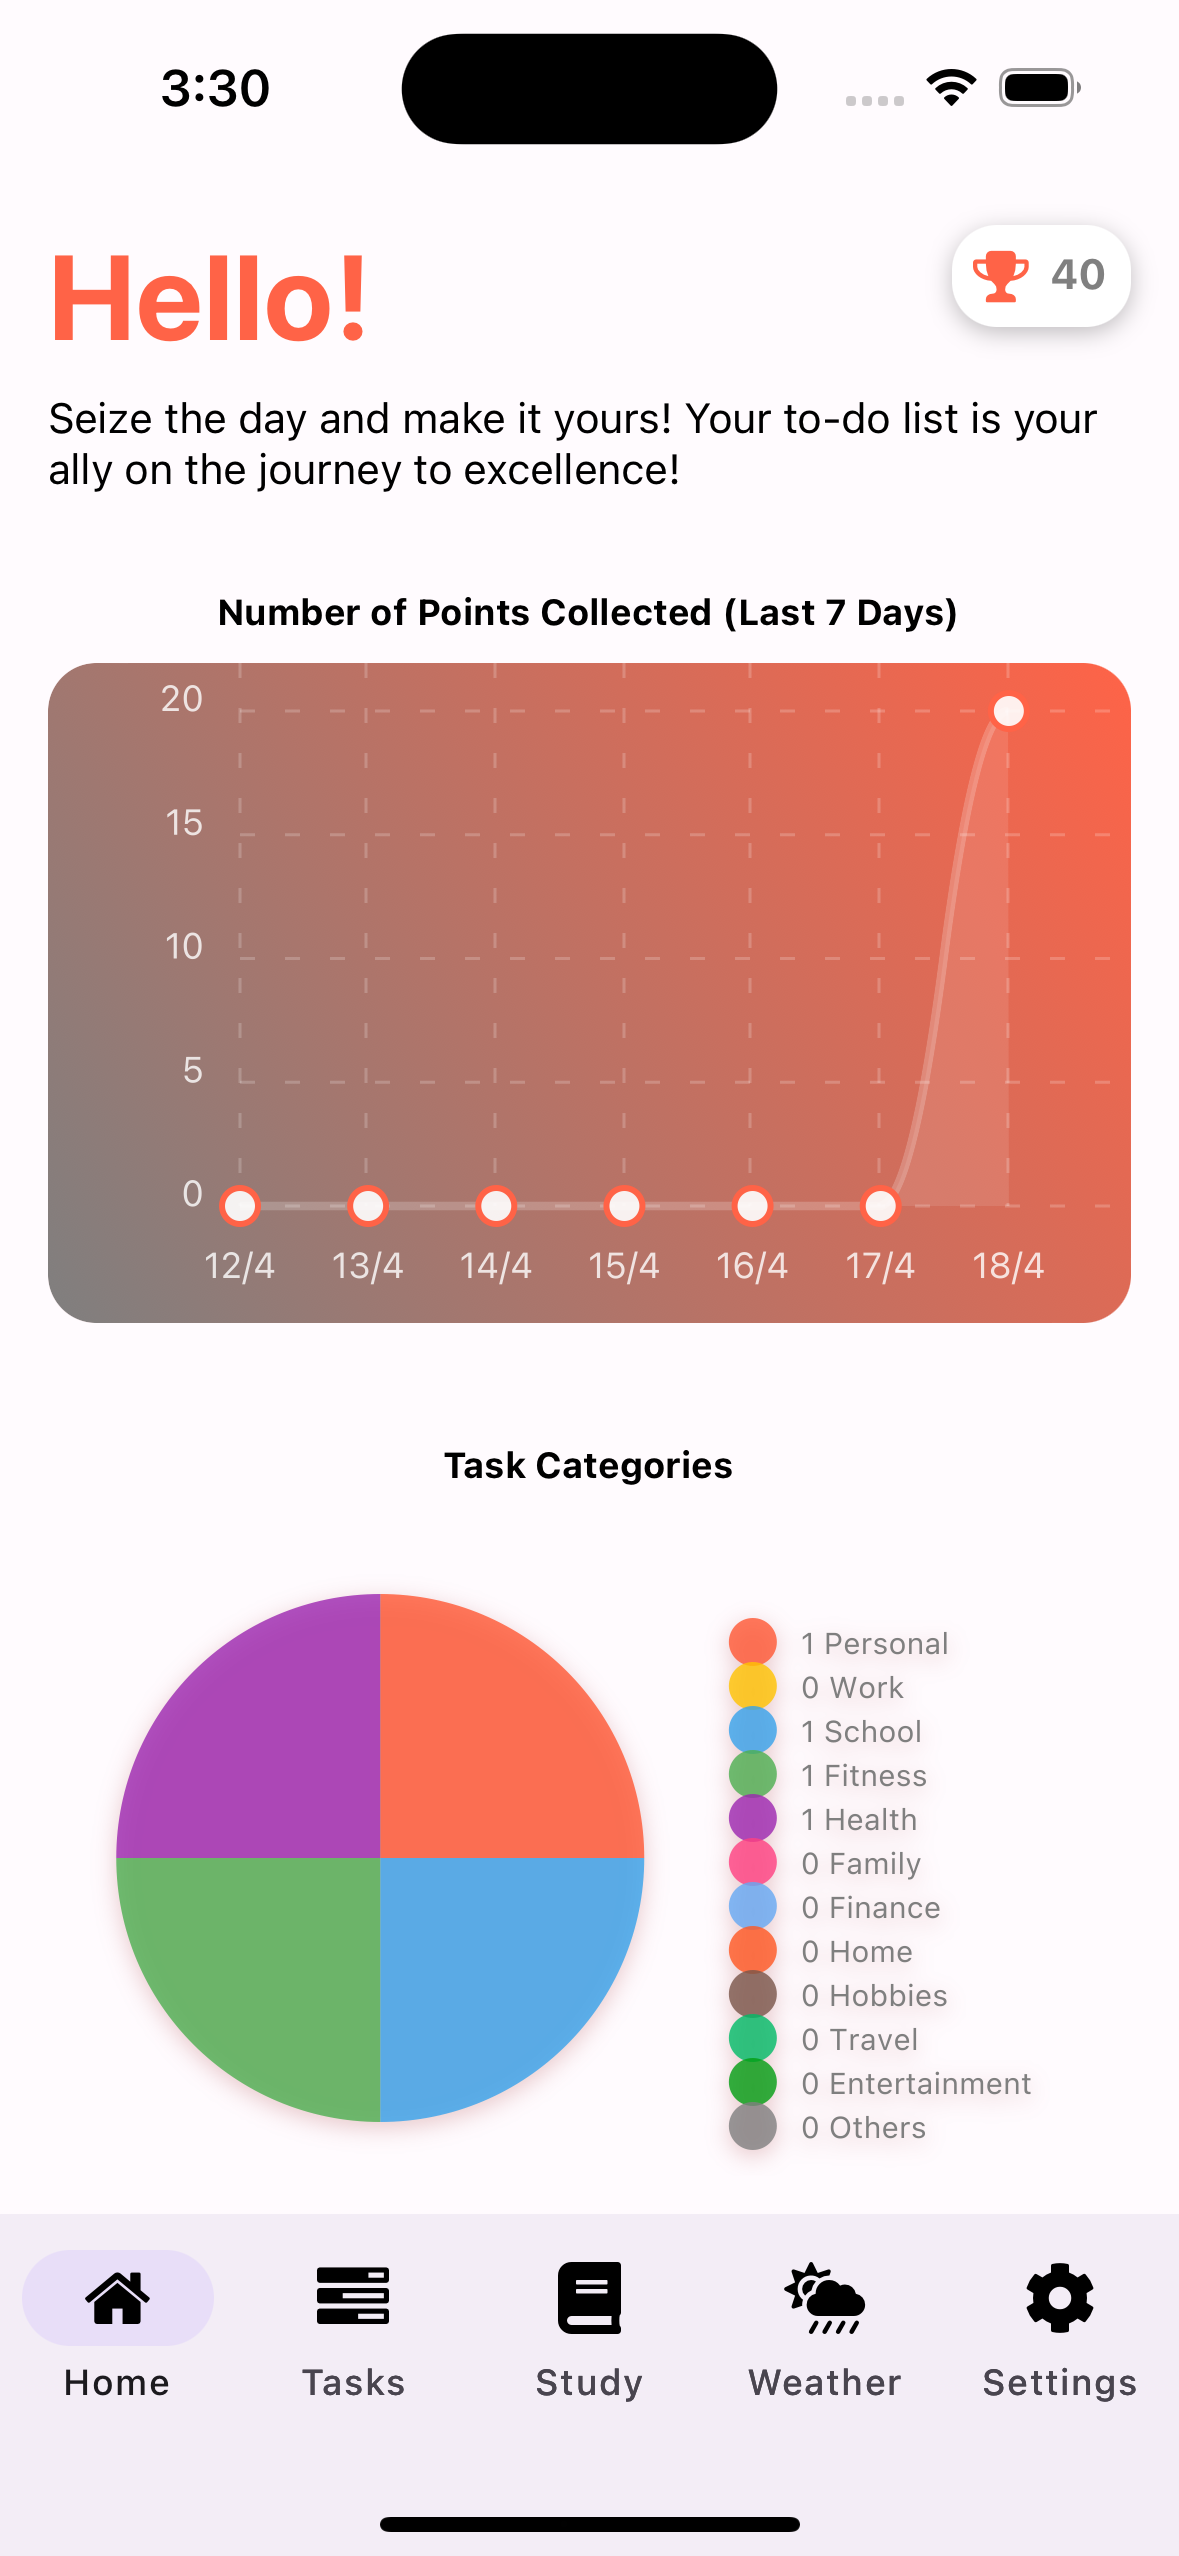 3:30
Hello!
40
Seize the day and make it yours! Your to-do list is your
ally on the journey to excellence!
Number of Points Collected (Last 7 Days)
20
15
10
5
0
12/4 13/4 14/4 15/4 16/4 17/4 18/4
Task Categories
1 Personal
0 Work
1 School
1 Fitness
1 Health
0 Family
0 Finance
0 Home
0 Hobbies
0 Travel
0 Entertainment
0 Others
Home Tasks Study Weather Settings